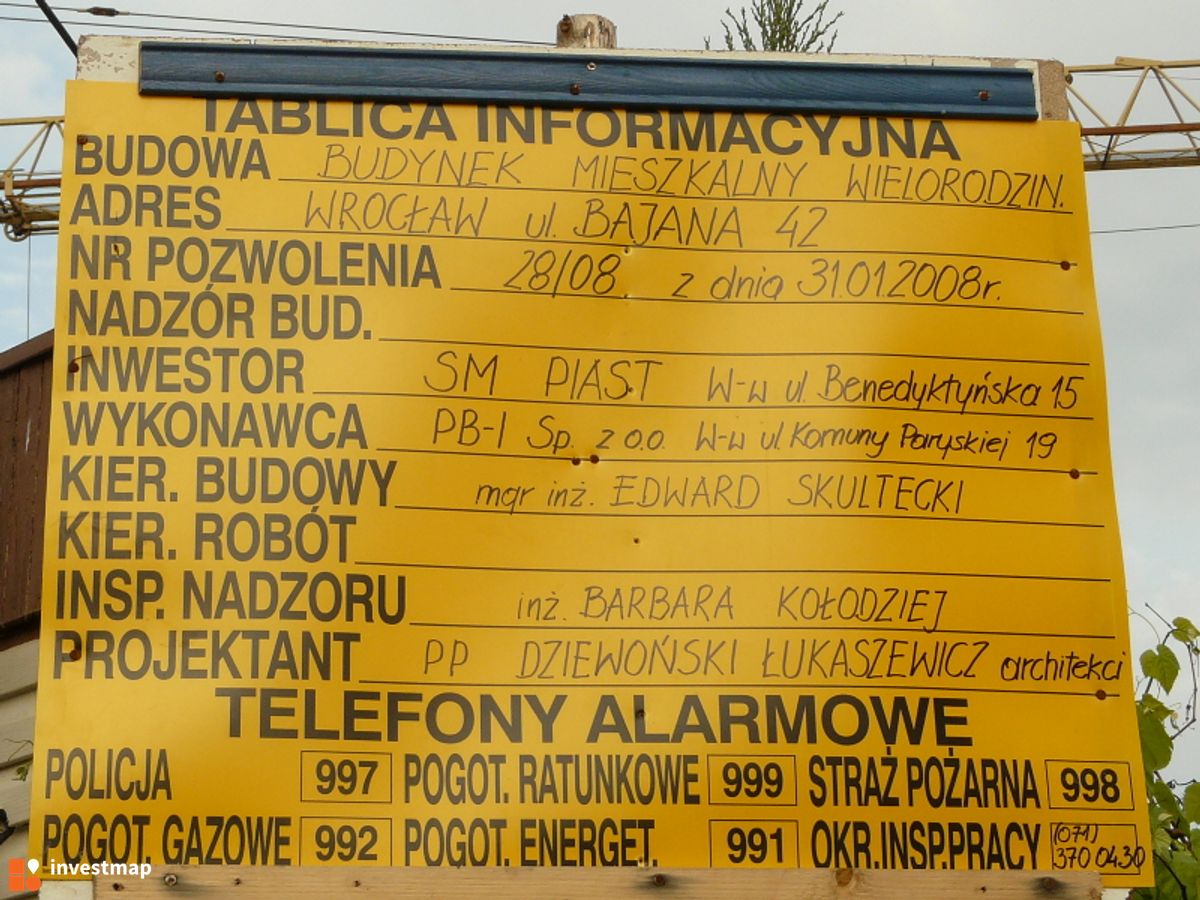 TABLICA INFORMACYJNA
BUDOWA BUDYNEK MIESZKALNY WIELORODZIN.
ADRES WROCŁAW ul. BAJANA 42
NR POZWOLENIA 28/08 z dnia 31.01.2008r.
NADZÓR BUD.
INWESTOR SM PIAST W-w ul. Benedyktyńska 15
WYKONAWCA PB-1 Sp. z o.o. W-w ul. Komuny Paryskiej 19
KIER. BUDOWY mgr inż. EDWARD SKULTECKI
KIER. ROBÓT
INSP. NADZORU inż. BARBARA KOŁODZIEJ
PROJEKTANT PP DZIEWOŃSKI ŁUKASZEWICZ architekci
TELEFONY ALARMOWE
POLICJA 997 POGOT. RATUNKOWE 999 STRAŻ POŻARNA 998
POGOT. GAZOWE 992 POGOT. ENERGET. 991 OKR.INSP.PRACY (071) 370 04.30
investmap